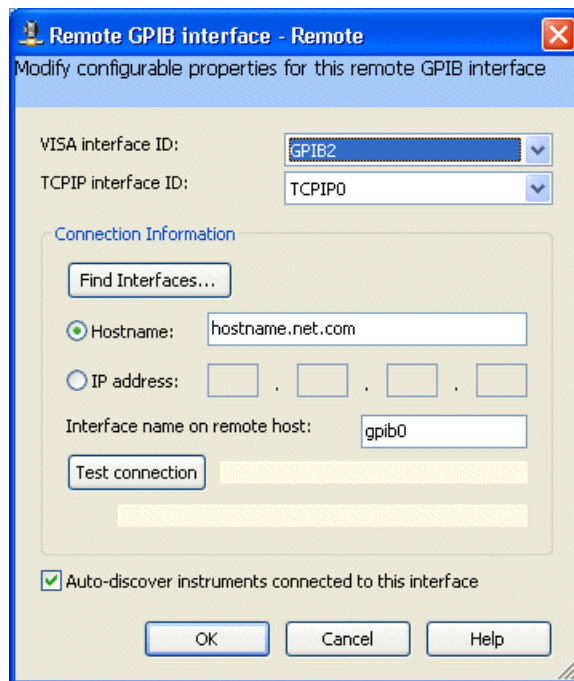 Remote GPIB interface - Remote
Modify configurable properties for this remote GPIB interface
VISA interface ID: GPIB2
TCPIP interface ID: TCPIP0
Connection Information
Find Interfaces...
Hostname: hostname.net.com
IP address: . . .
Interface name on remote host: gpib0
Test connection
Auto-discover instruments connected to this interface
OK Cancel Help